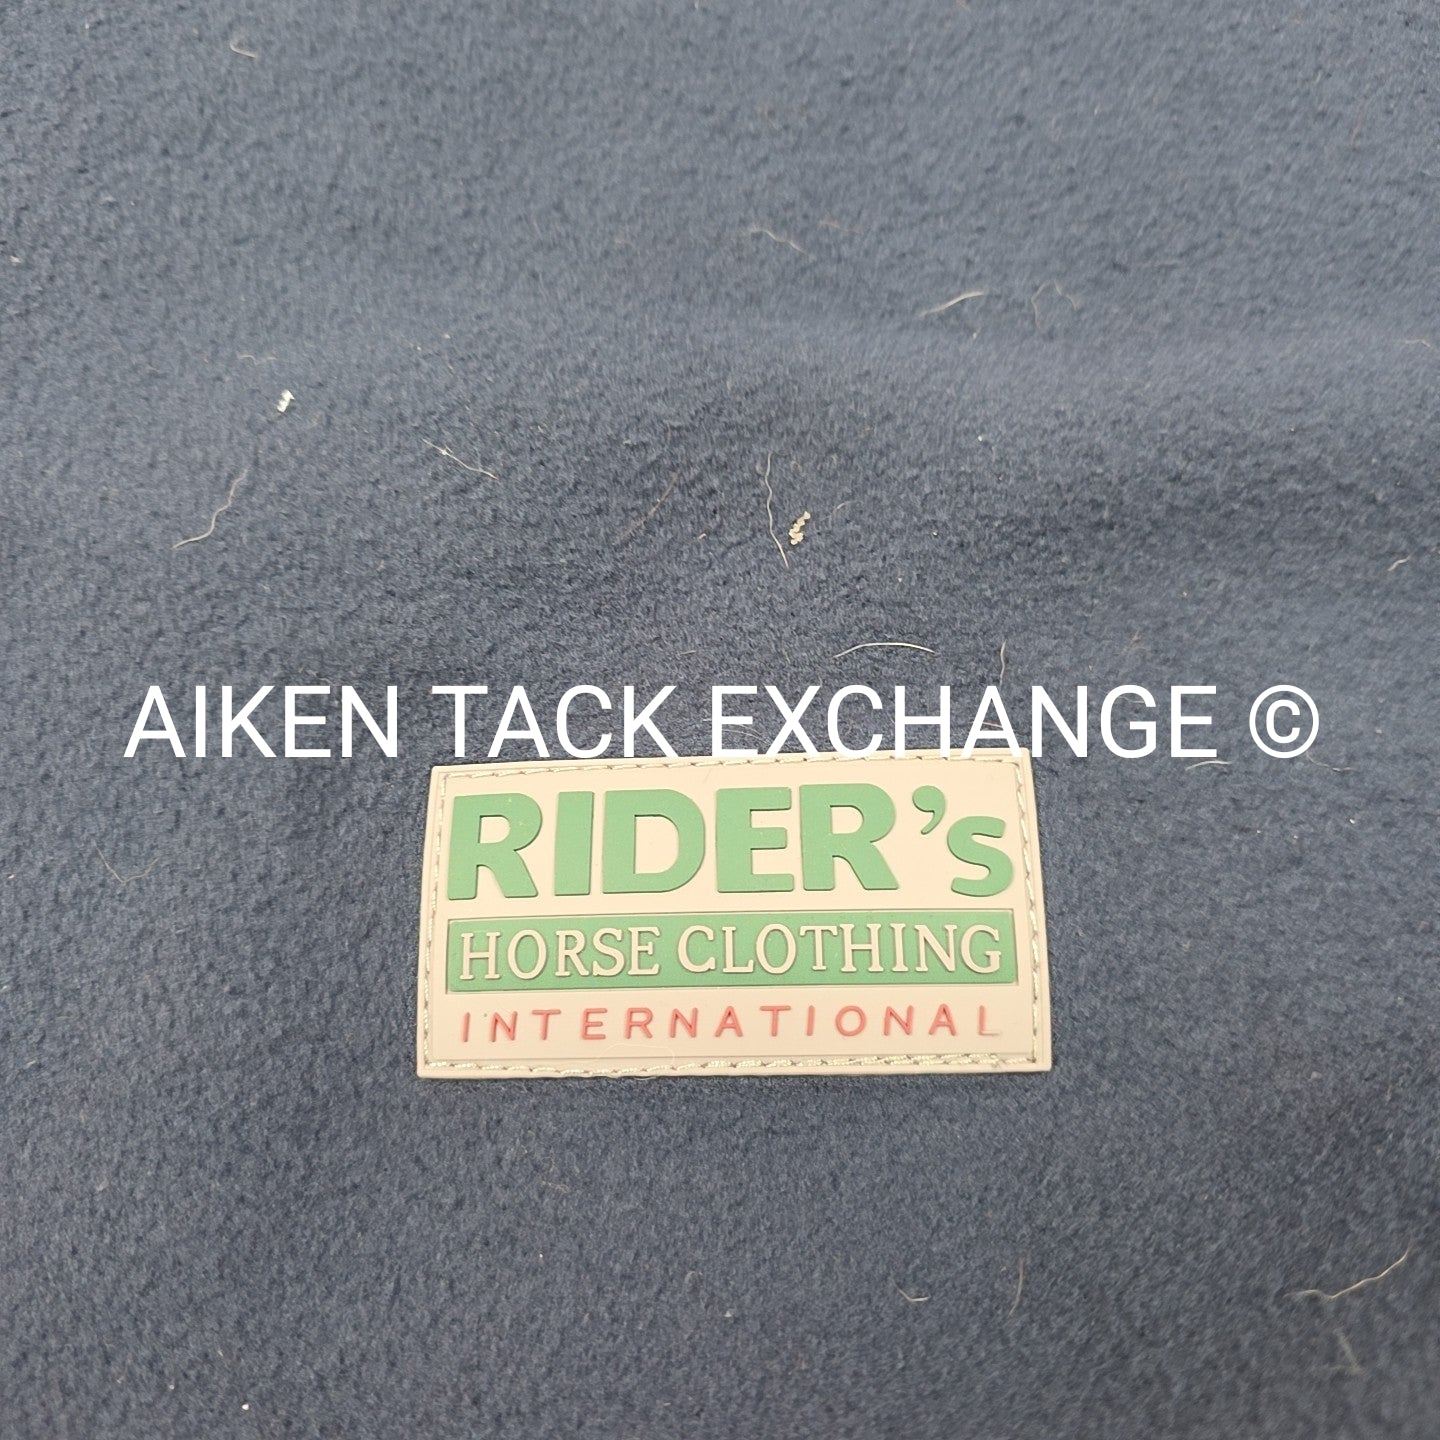 AIKEN TACK EXCHANGE ©
RIDER's
HORSE CLOTHING
INTERNATIONAL